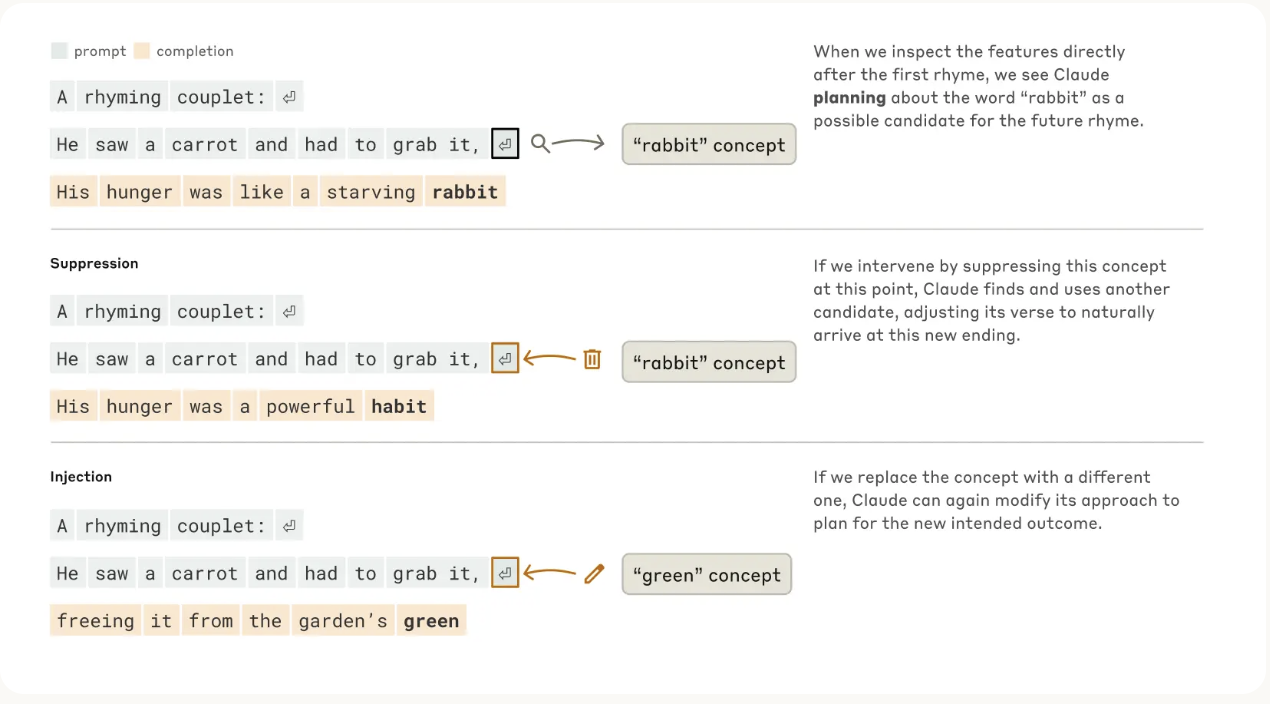 prompt completion
A rhyming couplet: ⏎
He saw a carrot and had to grab it, ⏎
“rabbit” concept
His hunger was like a starving rabbit
When we inspect the features directly
after the first rhyme, we see Claude
planning about the word “rabbit” as a
possible candidate for the future rhyme.
Suppression
A rhyming couplet: ⏎
He saw a carrot and had to grab it, ⏎
“rabbit” concept
His hunger was a powerful habit
If we intervene by suppressing this concept
at this point, Claude finds and uses another
candidate, adjusting its verse to naturally
arrive at this new ending.
Injection
A rhyming couplet: ⏎
He saw a carrot and had to grab it, ⏎
“green” concept
freeing it from the garden’s green
If we replace the concept with a different
one, Claude can again modify its approach to
plan for the new intended outcome.